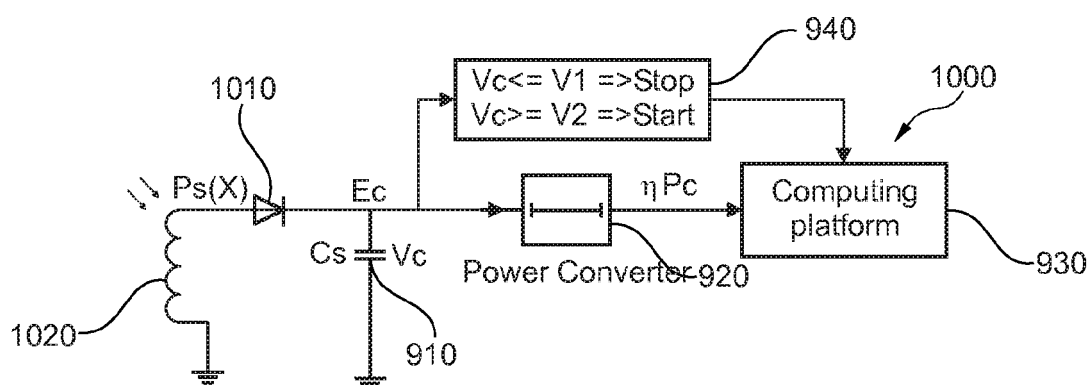 940
1010
Vc<= V1 =>Stop
Vc>= V2 =>Start
1000
Ps(X)
Ec
η Pc
Computing
platform
Cs
Vc
Power Converter
920
930
1020
910